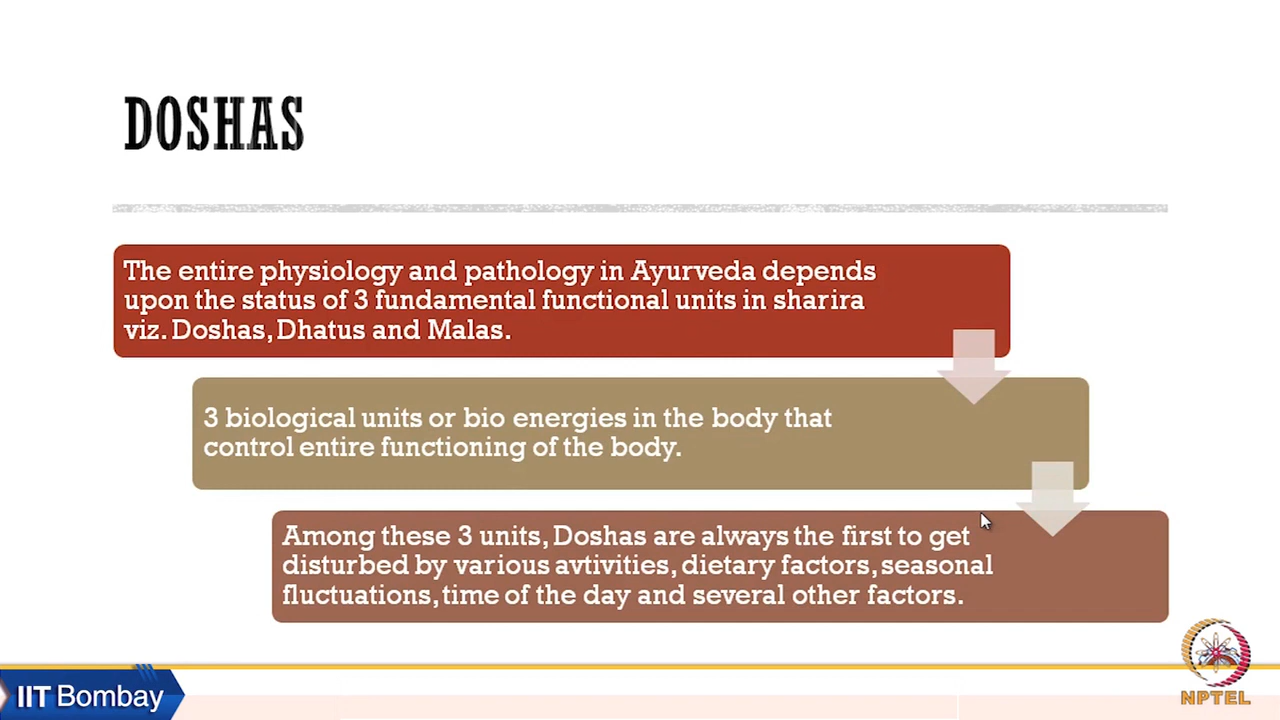 DOSHAS
The entire physiology and pathology in Ayurveda depends
upon the status of 3 fundamental functional units in sharira
viz. Doshas, Dhatus and Malas.
3 biological units or bio energies in the body that
control entire functioning of the body.
Among these 3 units, Doshas are always the first to get
disturbed by various avtivities, dietary factors, seasonal
fluctuations, time of the day and several other factors.
IIT Bombay
NPTEL